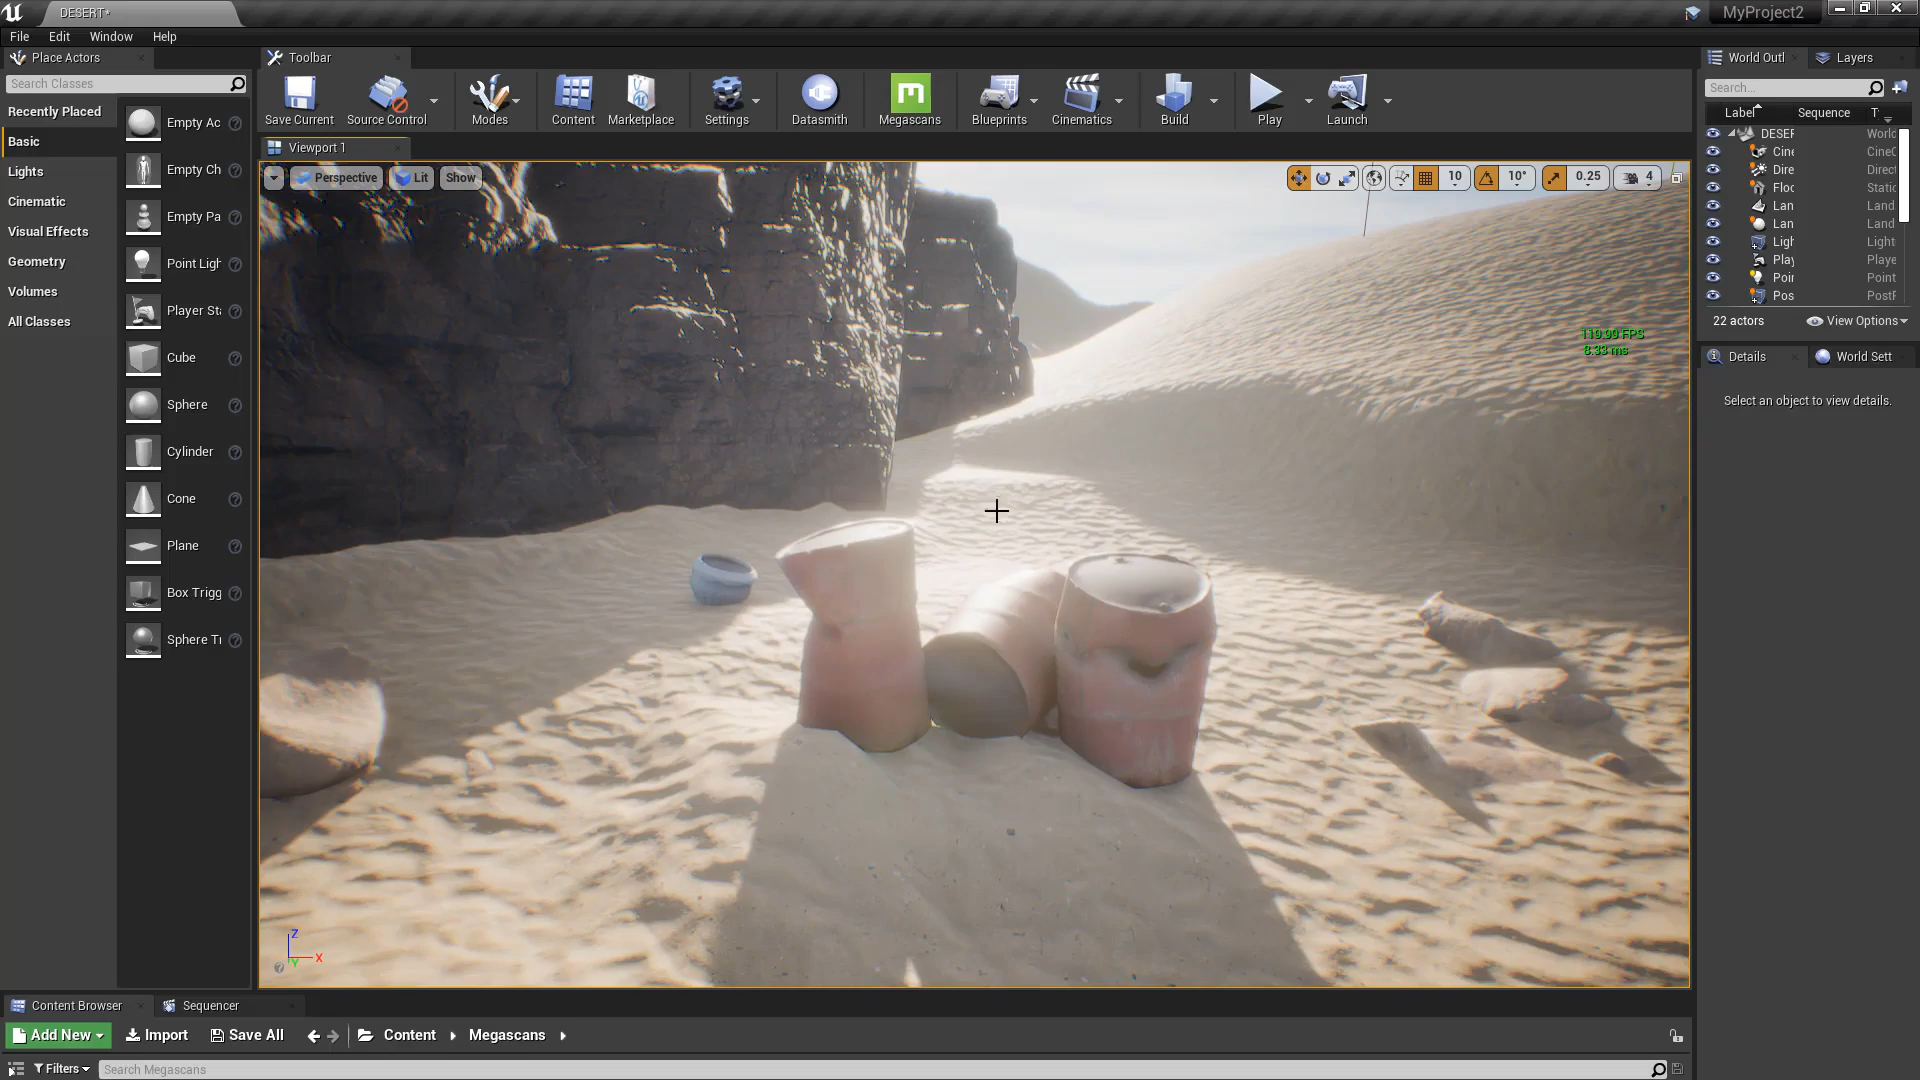 DESERT*
MyProject2
File Edit Window Help
Place Actors
Search Classes
Recently Placed
Basic
Lights
Cinematic
Visual Effects
Geometry
Volumes
All Classes
Empty Ac
Empty Ch
Empty Pa
Point Ligh
Player Sta
Cube
Sphere
Cylinder
Cone
Plane
Box Trigg
Sphere Tr
Toolbar
Save Current
Source Control
Modes
Content
Marketplace
Settings
Datasmith
Megascans
Blueprints
Cinematics
Build
Play
Launch
Viewport 1
Perspective Lit Show
10 10° 0.25 4
119.99 FPS
8.33 ms
Z
X
Y
World Outl Layers
Search...
Label Sequence T
DESER World
Cine CineC
Dire Direct
Floo Static
Lan Land
Lan Land
Ligh Light
Play Playe
Poin Point
Pos PostP
22 actors View Options
Details World Sett
Select an object to view details.
Content Browser Sequencer
Add New Import Save All Content Megascans
Filters Search Megascans